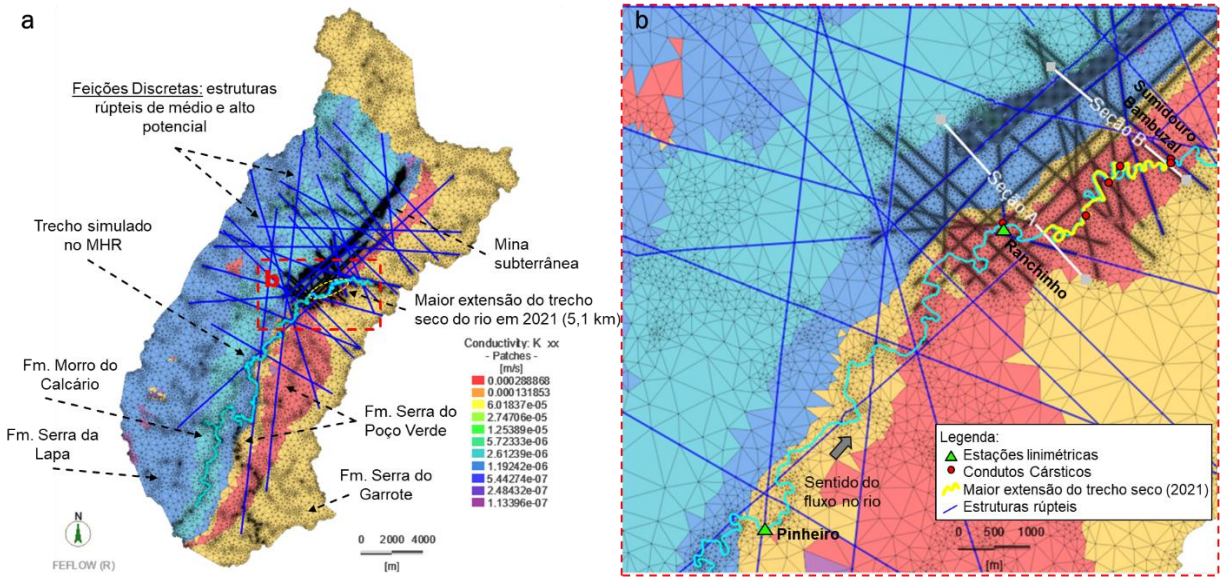 a
Feições Discretas: estruturas
rúpteis de médio e alto
potencial
Trecho simulado
no MHR
b
Mina
subterrânea
Maior extensão do trecho
seco do rio em 2021 (5,1 km)
Fm. Morro do
Calcário
Fm. Serra da
Lapa
Fm. Serra do
Poço Verde
Fm. Serra do
Garrote
Conductivity: K_xx
- Patches -
[m/s]
0.000288868
0.000131853
6.01837e-05
2.74706e-05
1.25389e-05
5.72333e-06
2.61239e-06
1.19242e-06
5.44274e-07
2.48432e-07
1.13396e-07
N
FEFLOW (R)
0 2000 4000
[m]
b
Sumidouro
Bambuzal
Seção B
Seção A
Ranchinho
Sentido do
fluxo no rio
Pinheiro
Legenda:
Estações linimétricas
Condutos Cársticos
Maior extensão do trecho seco (2021)
Estruturas rúpteis
0 500 1000
[m]